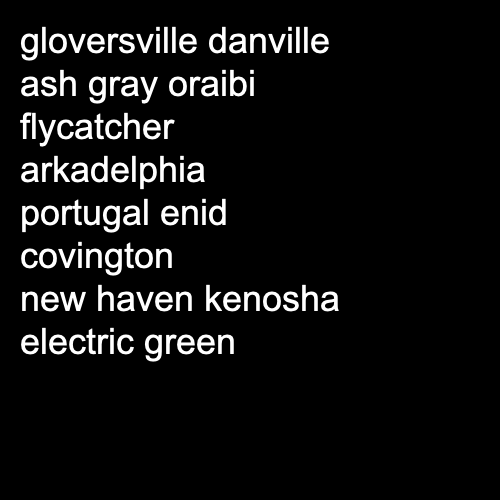 gloversville danville
ash gray oraibi
flycatcher
arkadelphia
portugal enid
covington
new haven kenosha
electric green